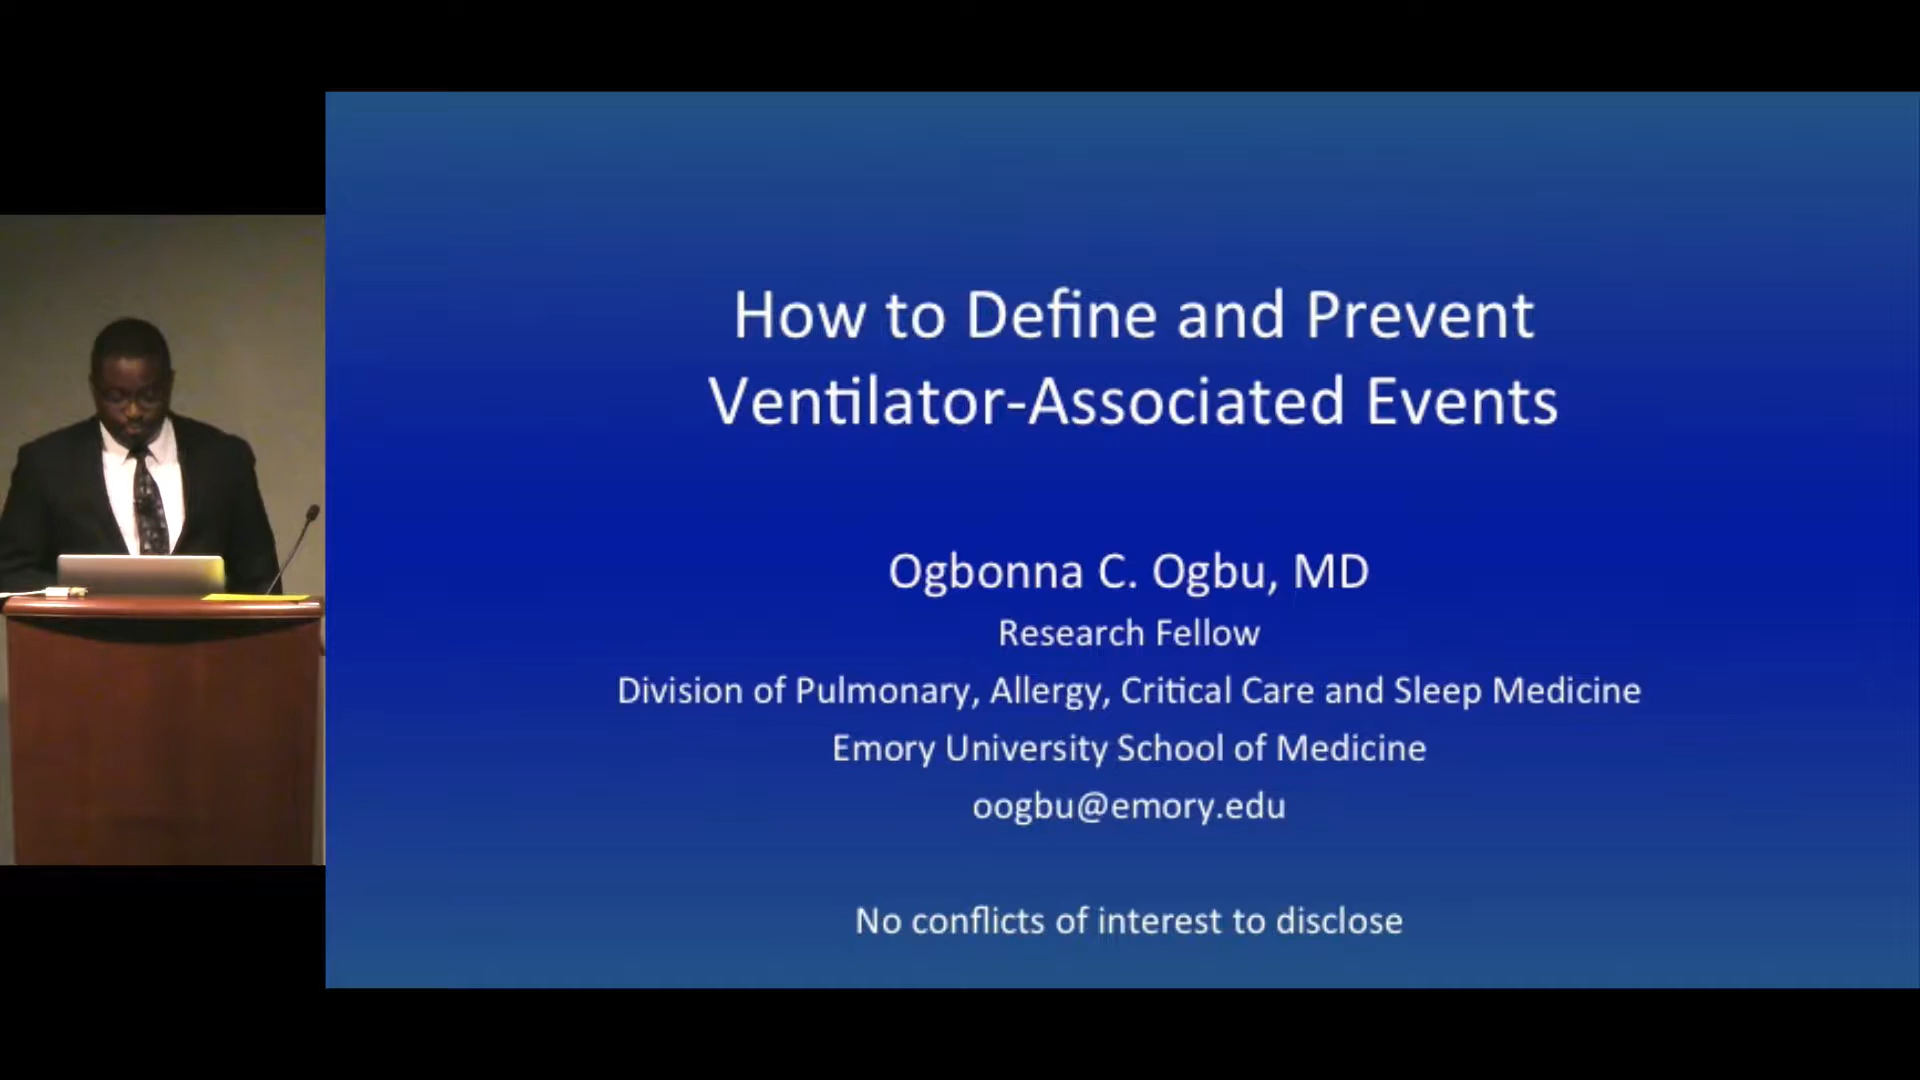 How to Define and Prevent
Ventilator-Associated Events
Ogbonna C. Ogbu, MD
Research Fellow
Division of Pulmonary, Allergy, Critical Care and Sleep Medicine
Emory University School of Medicine
oogbu@emory.edu
No conflicts of interest to disclose